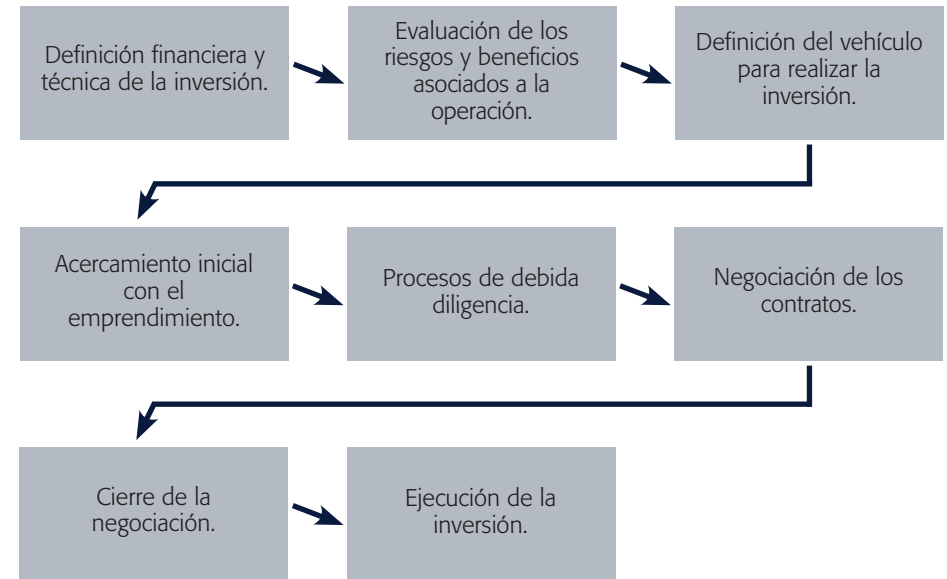 Definición financiera y
técnica de la inversión.
Evaluación de los
riesgos y beneficios
asociados a la
operación.
Definición del vehículo
para realizar la
inversión.
Acercamiento inicial
con el
emprendimiento.
Procesos de debida
diligencia.
Negociación de los
contratos.
Cierre de la
negociación.
Ejecución de la
inversión.